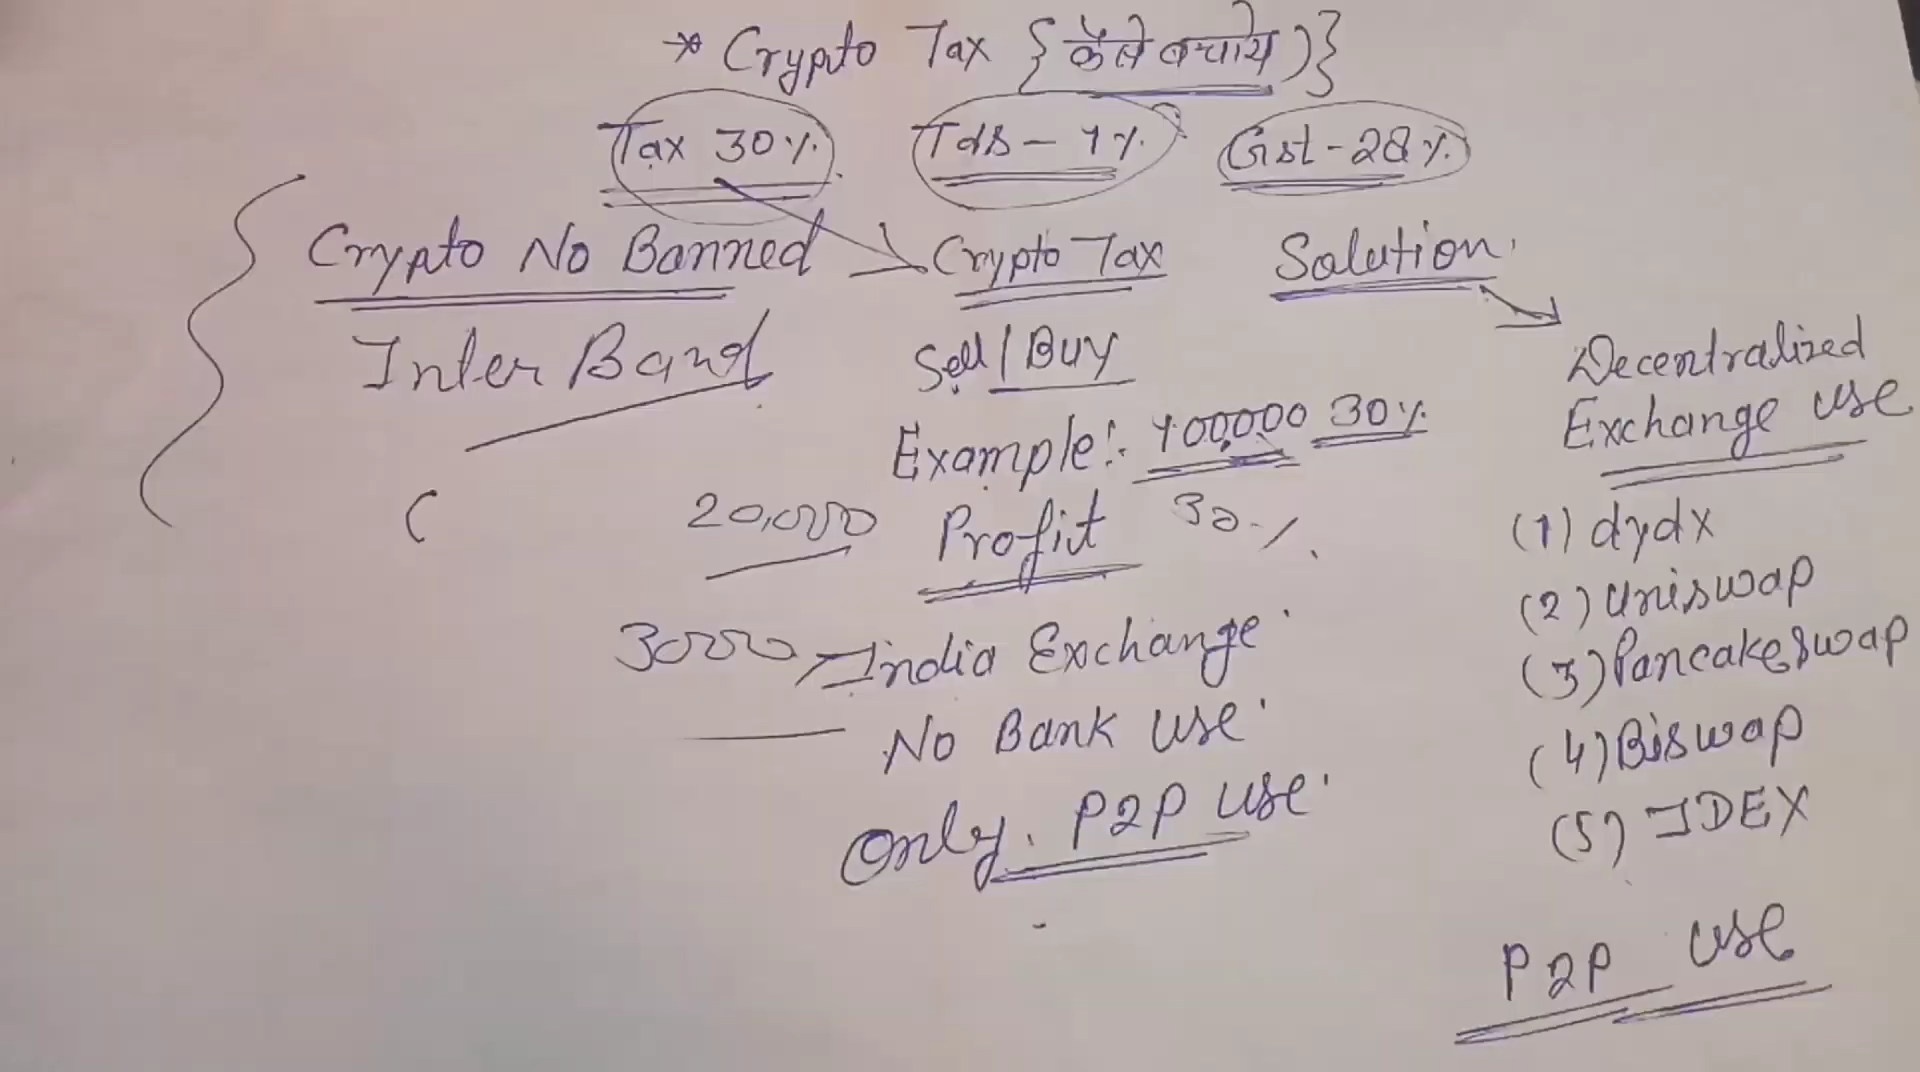 * Crypto Tax {कैसे बचाये)}
Tax 30%. Tds - 1%. Gst - 28%.
Crypto No Banned
Inter Band
Crypto Tax
Sell / Buy
Example:- 100,000 30%
20,000 Profit 30%.
30000 India Exchange
No Bank use
Only. P2P use
Solution
Decentralized
Exchange use
(1) dydx
(2) Uniswap
(3) Pancakeswap
(4) Biswap
(5) IDEX
P2P use